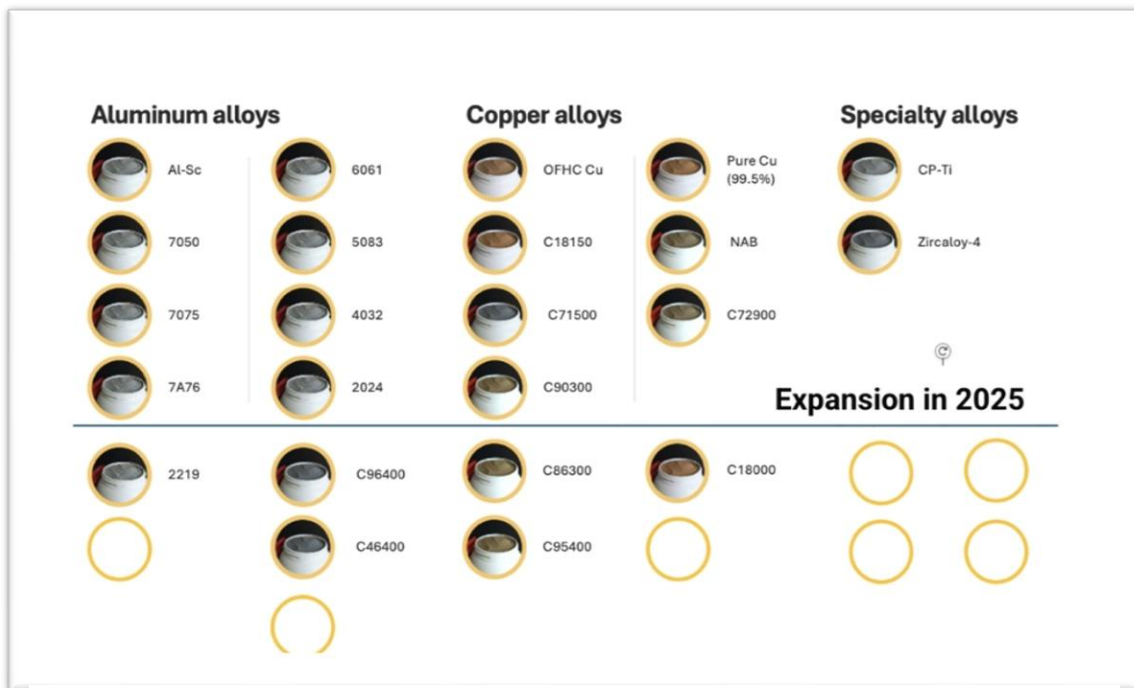 Aluminum alloys
Copper alloys
Specialty alloys
Al-Sc
6061
OFHC Cu
Pure Cu
(99.5%)
CP-Ti
7050
5083
C18150
NAB
Zircaloy-4
7075
4032
C71500
C72900
7A76
2024
C90300
Expansion in 2025
2219
C96400
C86300
C18000
C46400
C95400